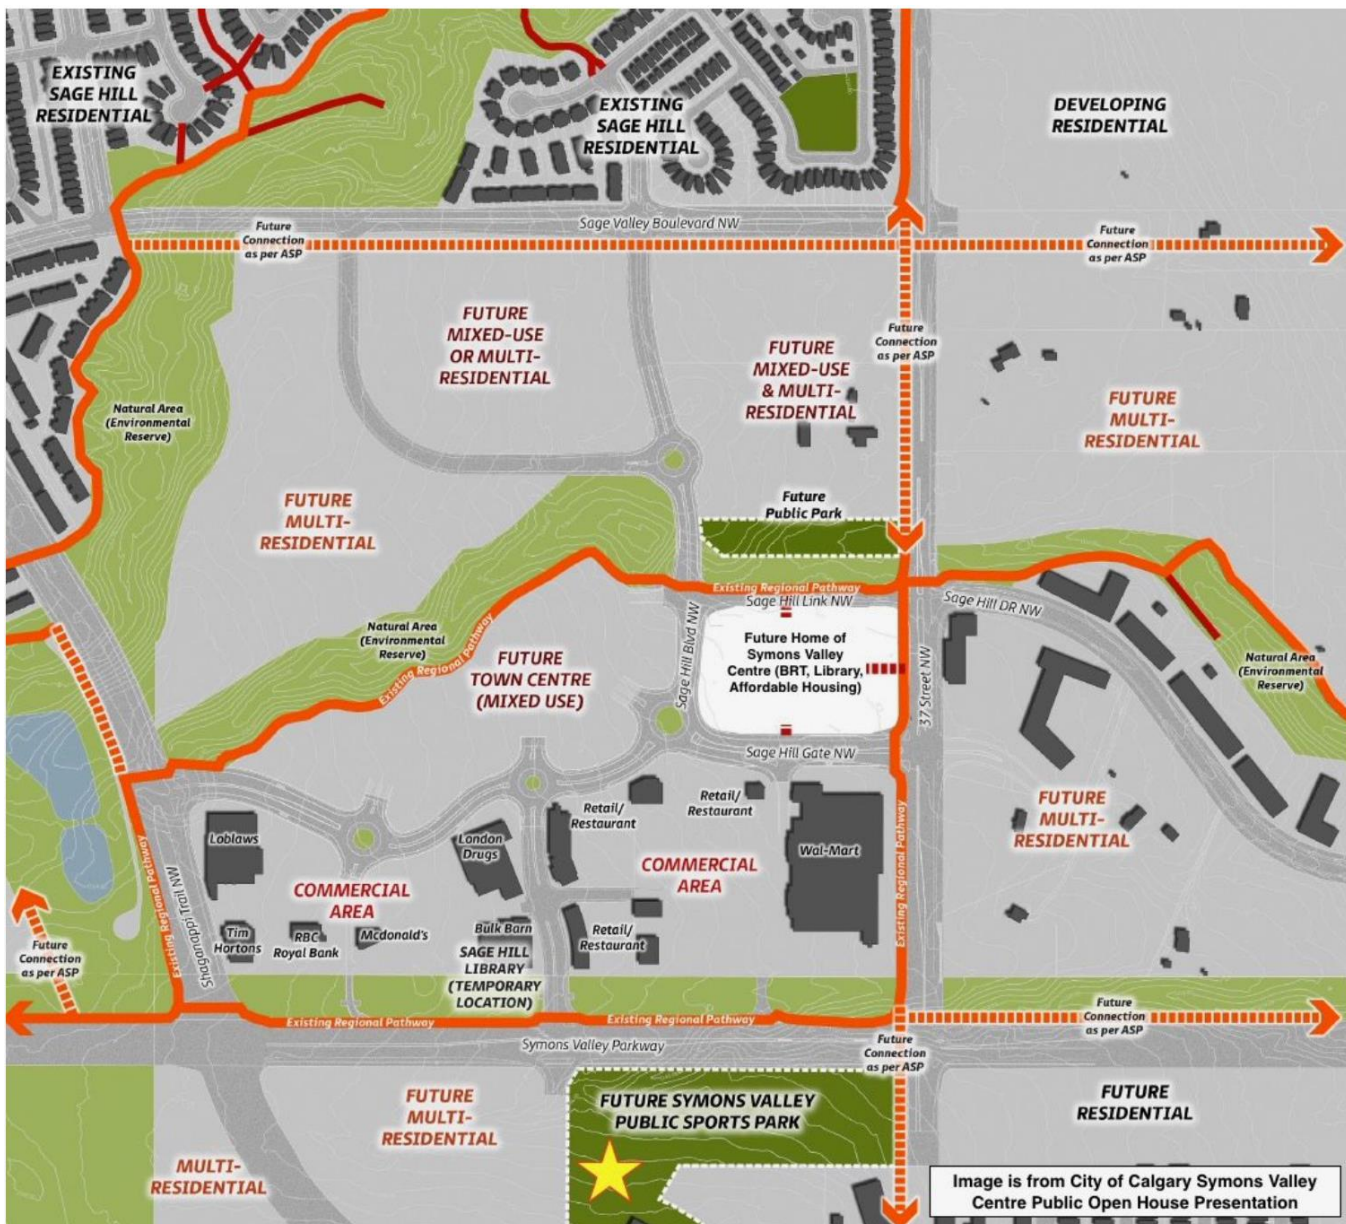 EXISTING
SAGE HILL
RESIDENTIAL
EXISTING
SAGE HILL
RESIDENTIAL
DEVELOPING
RESIDENTIAL
Sage Valley Boulevard NW
Future
Connection
as per ASP
Future
Connection
as per ASP
FUTURE
MIXED-USE
OR MULTI-
RESIDENTIAL
FUTURE
MIXED-USE
& MULTI-
RESIDENTIAL
Future
Connection
as per ASP
Natural Area
(Environmental
Reserve)
FUTURE
MULTI-
RESIDENTIAL
FUTURE
MULTI-
RESIDENTIAL
Future
Public Park
Existing Regional Pathway
Sage Hill Link NW
Sage Hill DR NW
Natural Area
(Environmental
Reserve)
Existing Regional Pathway
FUTURE
TOWN CENTRE
(MIXED USE)
Sage Hill Blvd NW
Future Home of
Symons Valley
Centre (BRT, Library,
Affordable Housing)
37 Street NW
Natural Area
(Environmental
Reserve)
Sage Hill Gate NW
Loblaws
London
Drugs
Retail/
Restaurant
Retail/
Restaurant
Wal-Mart
FUTURE
MULTI-
RESIDENTIAL
COMMERCIAL
AREA
COMMERCIAL
AREA
Existing Regional Pathway
Shaganappi Trail NW
Existing Regional Pathway
Tim
Hortons
RBC
Royal Bank
Mcdonald's
Bulk Barn
SAGE HILL
LIBRARY
(TEMPORARY
LOCATION)
Retail/
Restaurant
Future
Connection
as per ASP
Existing Regional Pathway
Existing Regional Pathway
Future
Connection
as per ASP
Symons Valley Parkway
Future
Connection
as per ASP
FUTURE
MULTI-
RESIDENTIAL
FUTURE SYMONS VALLEY
PUBLIC SPORTS PARK
FUTURE
RESIDENTIAL
MULTI-
RESIDENTIAL
Image is from City of Calgary Symons Valley
Centre Public Open House Presentation